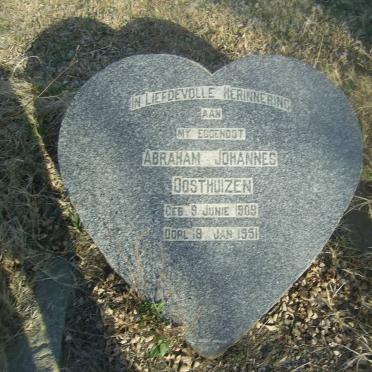 IN LIEFDEVOLLE HERINNERING
AAN
MY EGGENOOT
ABRAHAM JOHANNES
OOSTHUIZEN
GEB. 9 JUNIE 1909
OORL 18 JAN 1951